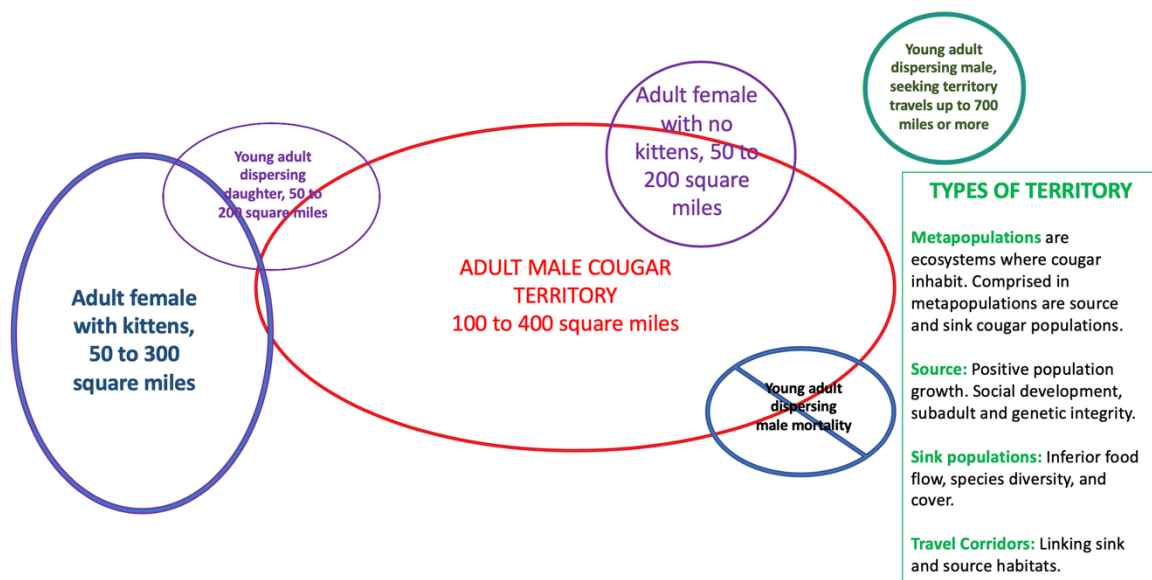 Young adult
dispersing male,
seeking territory
travels up to 700
miles or more
Adult female
with no
kittens, 50 to
200 square
miles
Young adult
dispersing
daughter, 50 to
200 square miles
Adult female
with kittens,
50 to 300
square miles
ADULT MALE COUGAR
TERRITORY
100 to 400 square miles
Young adult
dispersing
male mortality
TYPES OF TERRITORY
Metapopulations are
ecosystems where cougar
inhabit. Comprised in
metapopulations are source
and sink cougar populations.
Source: Positive population
growth. Social development,
subadult and genetic integrity.
Sink populations: Inferior food
flow, species diversity, and
cover.
Travel Corridors: Linking sink
and source habitats.